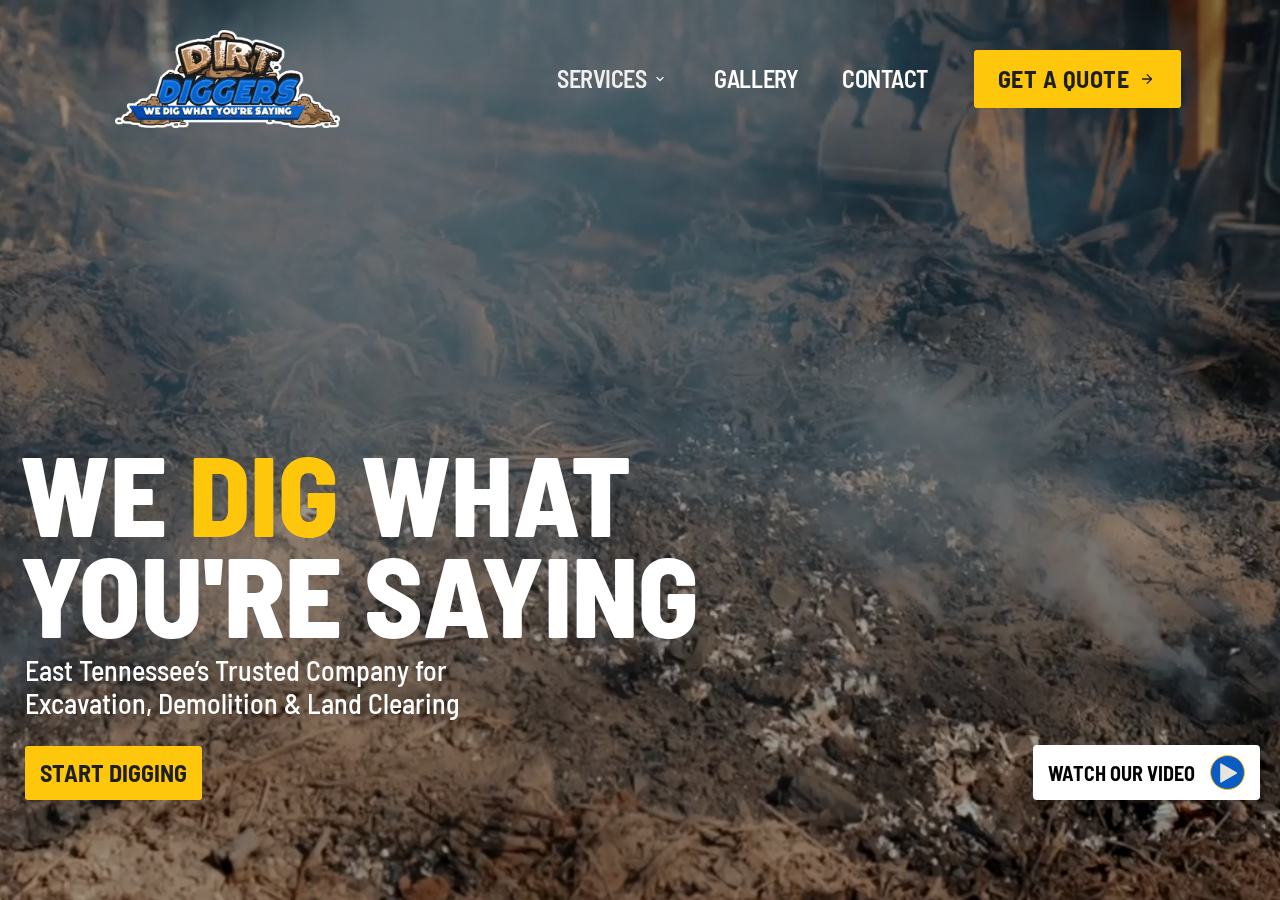 DIRT
DIGGERS
WE DIG WHAT YOU'RE SAYING
SERVICES
GALLERY
CONTACT
GET A QUOTE
WE DIG WHAT
YOU'RE SAYING
East Tennessee’s Trusted Company for
Excavation, Demolition & Land Clearing
START DIGGING
WATCH OUR VIDEO